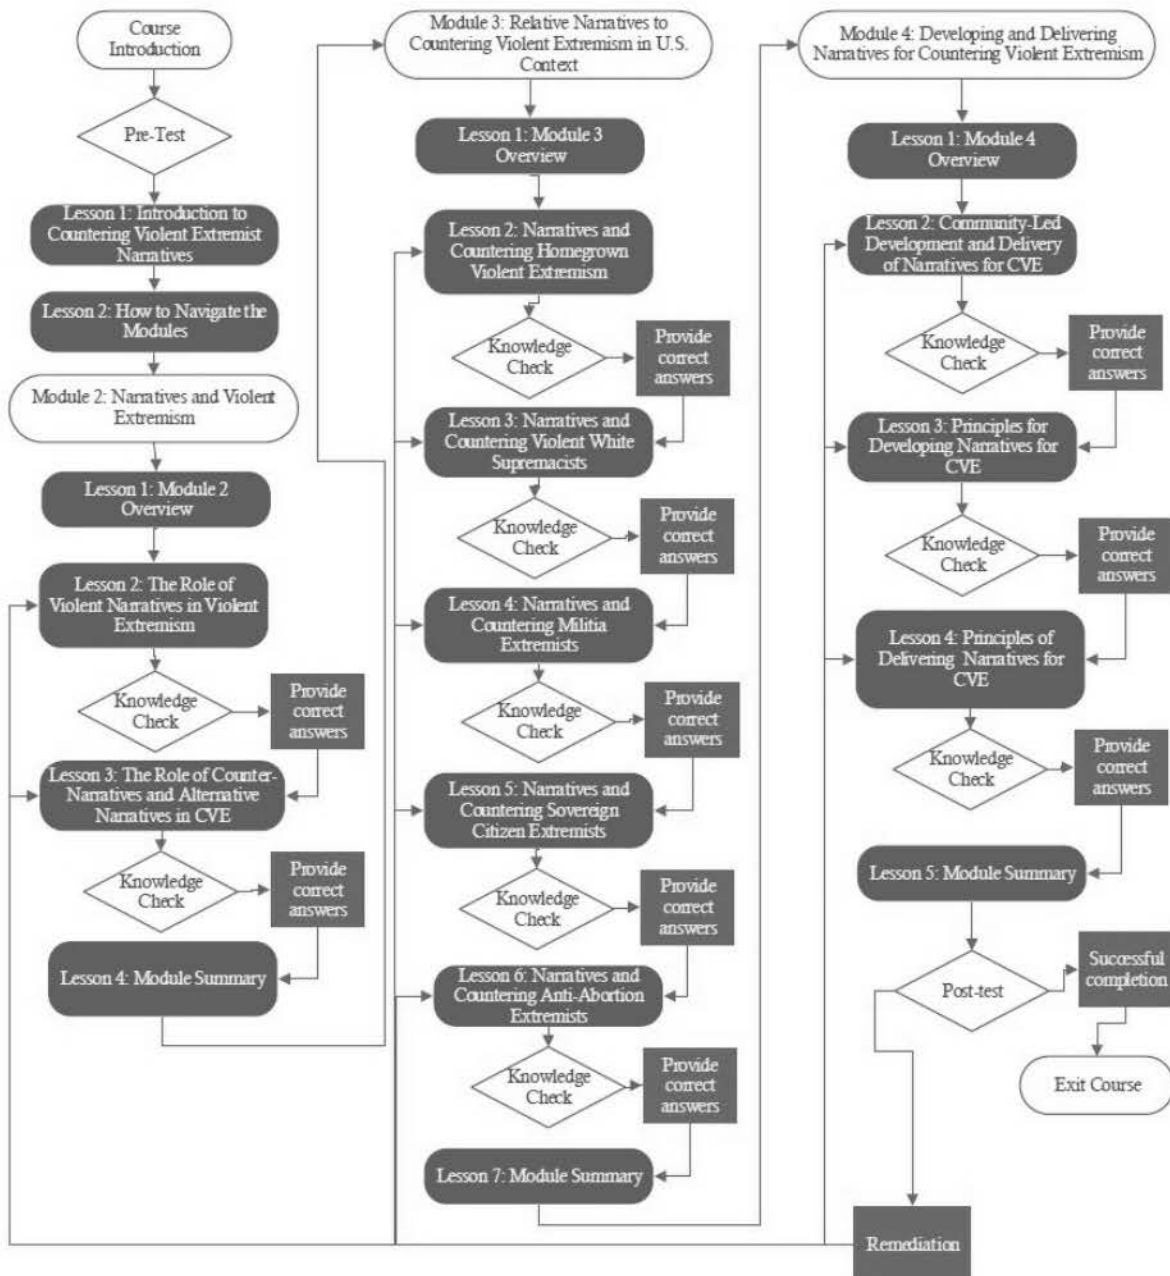 Course
Introduction
Pre-Test
Lesson 1: Introduction to
Countering Violent Extremist
Narratives
Lesson 2: How to Navigate the
Modules
Module 2: Narratives and Violent
Extremism
Lesson 1: Module 2
Overview
Lesson 2: The Role of
Violent Narratives in Violent
Extremism
Knowledge
Check
Provide
correct
answers
Lesson 3: The Role of Counter-
Narratives and Alternative
Narratives in CVE
Knowledge
Check
Provide
correct
answers
Lesson 4: Module Summary
Module 3: Relative Narratives to
Countering Violent Extremism in U.S.
Context
Lesson 1: Module 3
Overview
Lesson 2: Narratives and
Countering Homegrown
Violent Extremism
Knowledge
Check
Provide
correct
answers
Lesson 3: Narratives and
Countering Violent White
Supremacists
Knowledge
Check
Provide
correct
answers
Lesson 4: Narratives and
Countering Militia
Extremists
Knowledge
Check
Provide
correct
answers
Lesson 5: Narratives and
Countering Sovereign
Citizen Extremists
Knowledge
Check
Provide
correct
answers
Lesson 6: Narratives and
Countering Anti-Abortion
Extremists
Knowledge
Check
Provide
correct
answers
Lesson 7: Module Summary
Module 4: Developing and Delivering
Narratives for Countering Violent Extremism
Lesson 1: Module 4
Overview
Lesson 2: Community-Led
Development and Delivery
of Narratives for CVE
Knowledge
Check
Provide
correct
answers
Lesson 3: Principles for
Developing Narratives for
CVE
Knowledge
Check
Provide
correct
answers
Lesson 4: Principles of
Delivering Narratives for
CVE
Knowledge
Check
Provide
correct
answers
Lesson 5: Module Summary
Post-test
Successful
completion
Exit Course
Remediation